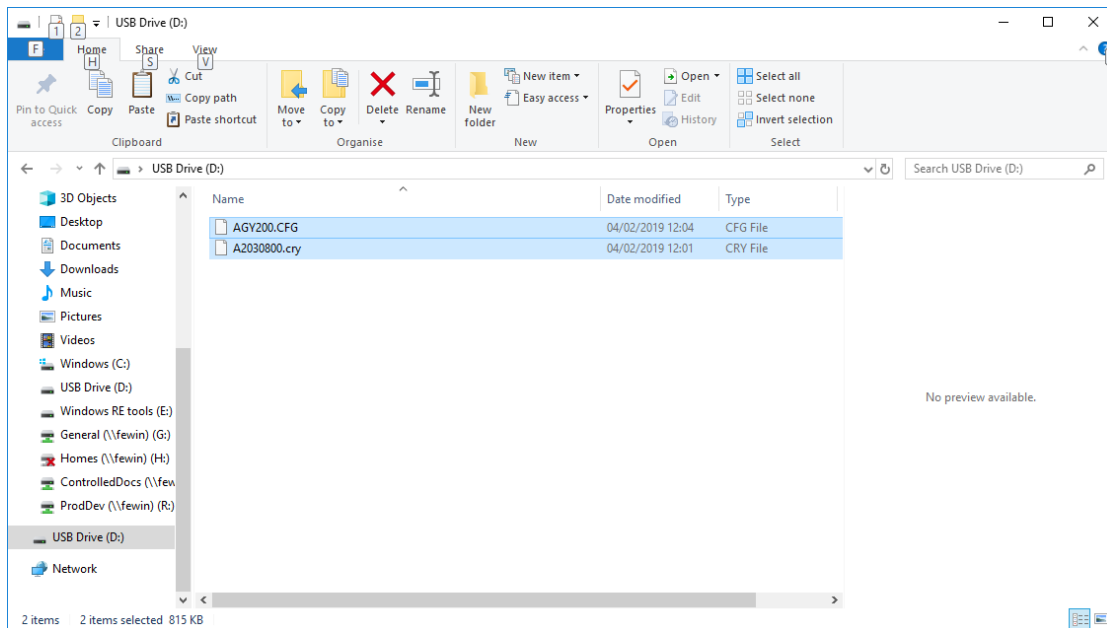 USB Drive (D:)
1 2
F Home Share View
H S V
Pin to Quick access
Copy
Paste
Cut
Copy path
Paste shortcut
Move to
Copy to
Delete
Rename
New folder
New item
Easy access
Properties
Open
Edit
History
Select all
Select none
Invert selection
Clipboard Organise New Open Select
USB Drive (D:)
Search USB Drive (D:)
3D Objects
Desktop
Documents
Downloads
Music
Pictures
Videos
Windows (C:)
USB Drive (D:)
Windows RE tools (E:)
General (\\fewin) (G:)
Homes (\\fewin) (H:)
ControlledDocs (\\few
ProdDev (\\fewin) (R:)
USB Drive (D:)
Network
Name Date modified Type
AGY200.CFG 04/02/2019 12:04 CFG File
A2030800.cry 04/02/2019 12:01 CRY File
No preview available.
2 items 2 items selected 815 KB